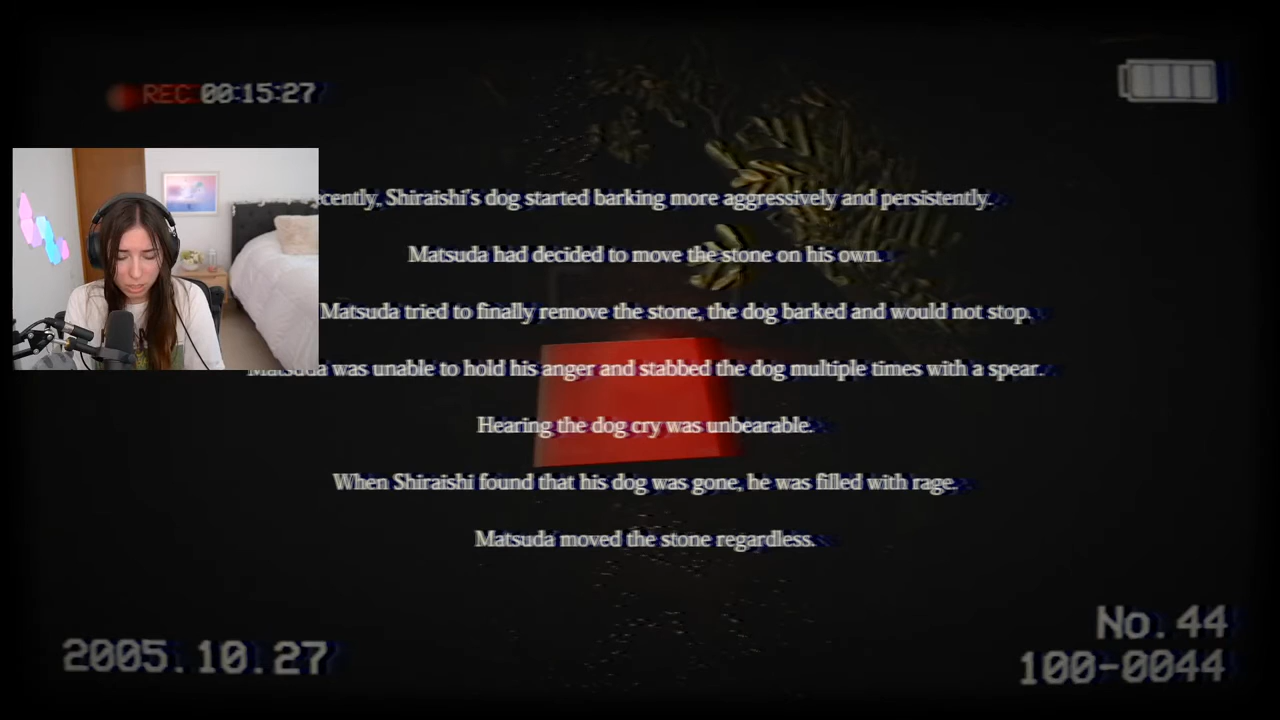 REC 00:15:27
Shiraishi's dog started barking more aggressively and persistently.
Matsuda had decided to move the stone on his own.
Matsuda tried to finally remove the stone, the dog barked and would not stop.
Matsuda was unable to hold his anger and stabbed the dog multiple times with a spear.
Hearing the dog cry was unbearable.
When Shiraishi found that his dog was gone, he was filled with rage.
Matsuda moved the stone regardless.
2005.10.27
No.44
100-0044